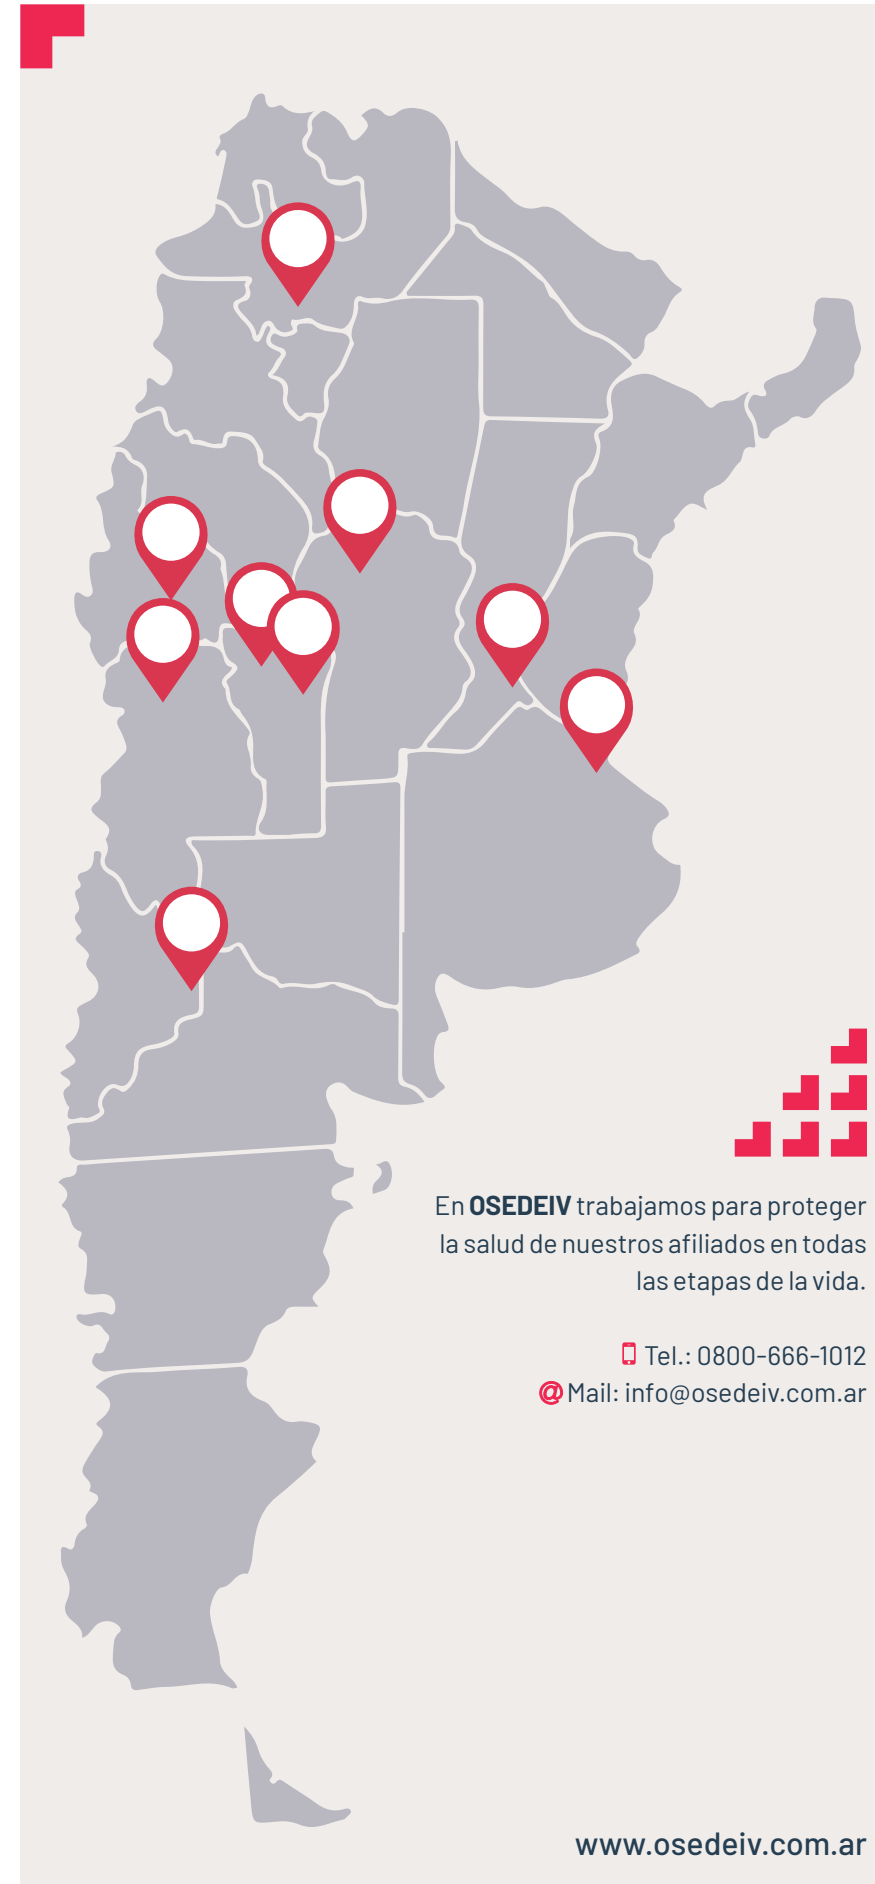 En OSEDEIV trabajamos para proteger
la salud de nuestros afiliados en todas
las etapas de la vida.
Tel.: 0800-666-1012
@Mail: info@osedeiv.com.ar
www.osedeiv.com.ar